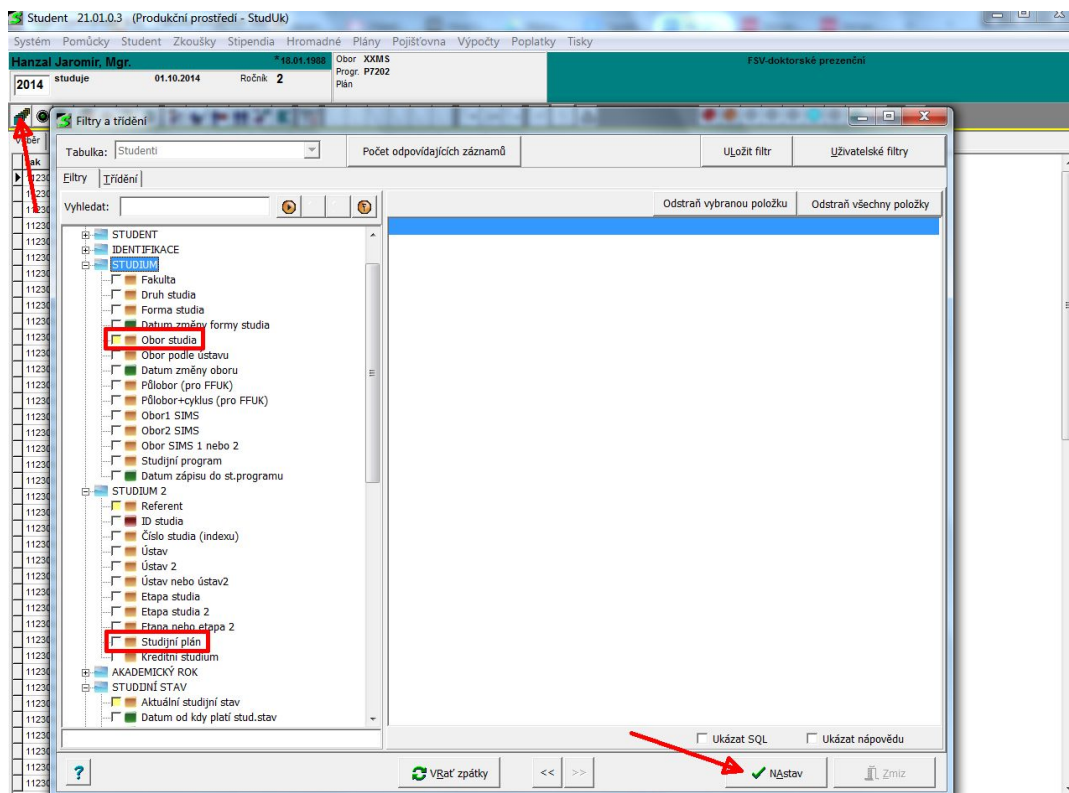 Student 21.01.0.3 (Produkční prostředí - StudUk)
Systém Pomůcky Student Zkoušky Stipendia Hromadné Plány Pojišťovna Výpočty Poplatky Tisky
Hanzal Jaromír, Mgr. *18.01.1988 Obor XXMS FSV-doktorské prezenční
Progr. P7202
2014 studuje 01.10.2014 Ročník 2 Plán
Filtry a třídění
Tabulka: Studenti Počet odpovídajících záznamů ULožit filtr Uživatelské filtry
Filtry Třídění
Vyhledat: Odstraň vybranou položku Odstraň všechny položky
STUDENT
IDENTIFIKACE
STUDIUM
Fakulta
Druh studia
Forma studia
Datum změny formy studia
Obor studia
Obor podle ústavu
Datum změny oboru
Půlobor (pro FFUK)
Půlobor+cyklus (pro FFUK)
Obor1 SIMS
Obor2 SIMS
Obor SIMS 1 nebo 2
Studijní program
Datum zápisu do st.programu
STUDIUM 2
Referent
ID studia
Číslo studia (indexu)
Ústav
Ústav 2
Ústav nebo ústav2
Etapa studia
Etapa studia 2
Etapa nebo etapa 2
Studijní plán
Kreditní studium
AKADEMICKÝ ROK
STUDIJNÍ STAV
Aktuální studijní stav
Datum od kdy platí stud.stav
Ukázat SQL Ukázat nápovědu
? VRať zpátky << >> NAstav Zmiz